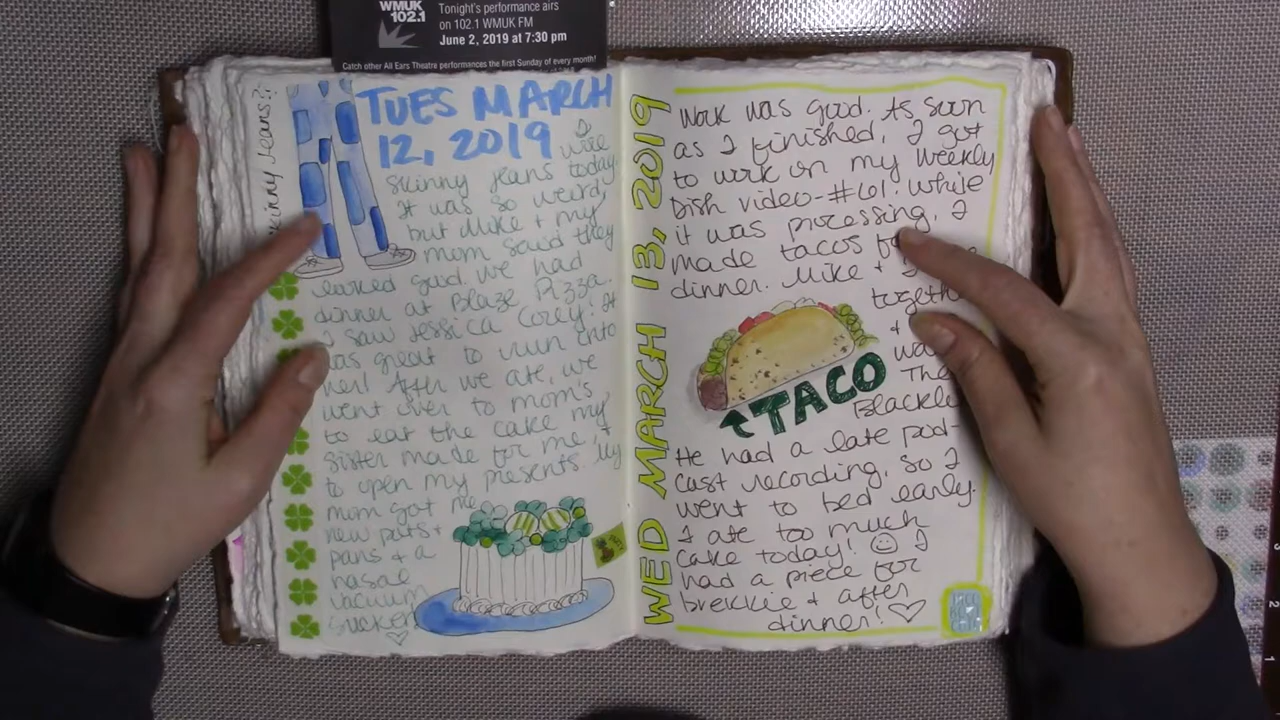 WMUK
102.1
Tonight's performance airs
on 102.1 WMUK FM
June 2, 2019 at 7:30 pm
Catch other All Ears Theatre performances the first Sunday of every month!
TUES MARCH
12, 2019
I wore
skinny jeans today.
It was so weird,
but Mike + my
mom said they
looked good. We had
dinner at Blaze Pizza.
I saw Jessica Corey! It
was great to run into
her! After we ate, we
went over to mom's
to eat the cake my
sister made for me &
to open my presents. My
mom got me
new pots +
pans + a
nasal
vacuum
sucker
♡
skinny jeans?!
WED MARCH 13, 2019
Work was good. As soon
as I finished, I got
to work on my Weekly
Dish video-#161! While
it was processing, I
made tacos for
dinner. Mike +
togeth
+
wa
Tha
Blackli
TACO
He had a late pod-
cast recording, so I
went to bed early.
I ate too much
cake today! ☺ I
had a piece for
brekkie + after
dinner! ♡